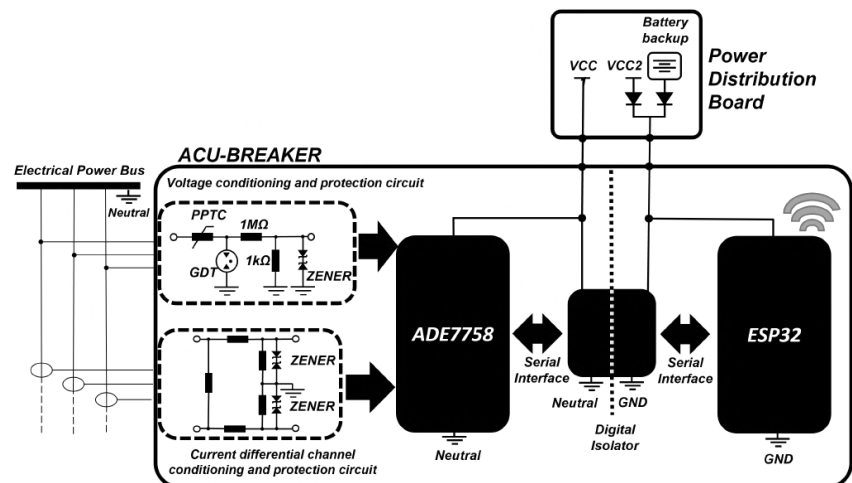 Battery
backup
VCC
VCC2
Power
Distribution
Board
ACU-BREAKER
Electrical Power Bus
Neutral
Voltage conditioning and protection circuit
PPTC
1MΩ
GDT
1kΩ
ZENER
ADE7758
Serial
Interface
Neutral
GND
Digital
Isolator
Serial
Interface
ESP32
ZENER
ZENER
Neutral
GND
Current differential channel
conditioning and protection circuit